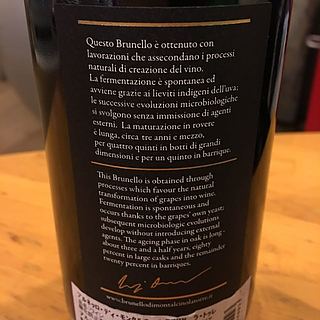 Questo Brunello è ottenuto con
lavorazioni che assecondano i processi
naturali di creazione del vino.
La fermentazione è spontanea ed
avviene grazie ai lieviti indigeni dell'uva;
le successive evoluzioni microbiologiche
si svolgono senza immissione di agenti
esterni. La maturazione in rovere
è lunga, circa tre anni e mezzo,
per quattro quinti in botti di grandi
dimensioni e per un quinto in barrique.
This Brunello is obtained through
processes which favour the natural
transformation of grapes into wine.
Fermentation is spontaneous and
occurs thanks to the grapes' own yeast;
subsequent microbiologic evolutions
develop without introducing external
agents. The ageing phase in oak is long -
about three and a half years, eighty
percent in large casks and the remainder
twenty percent in barriques.
www.brunellodimontalcinolatorre.it